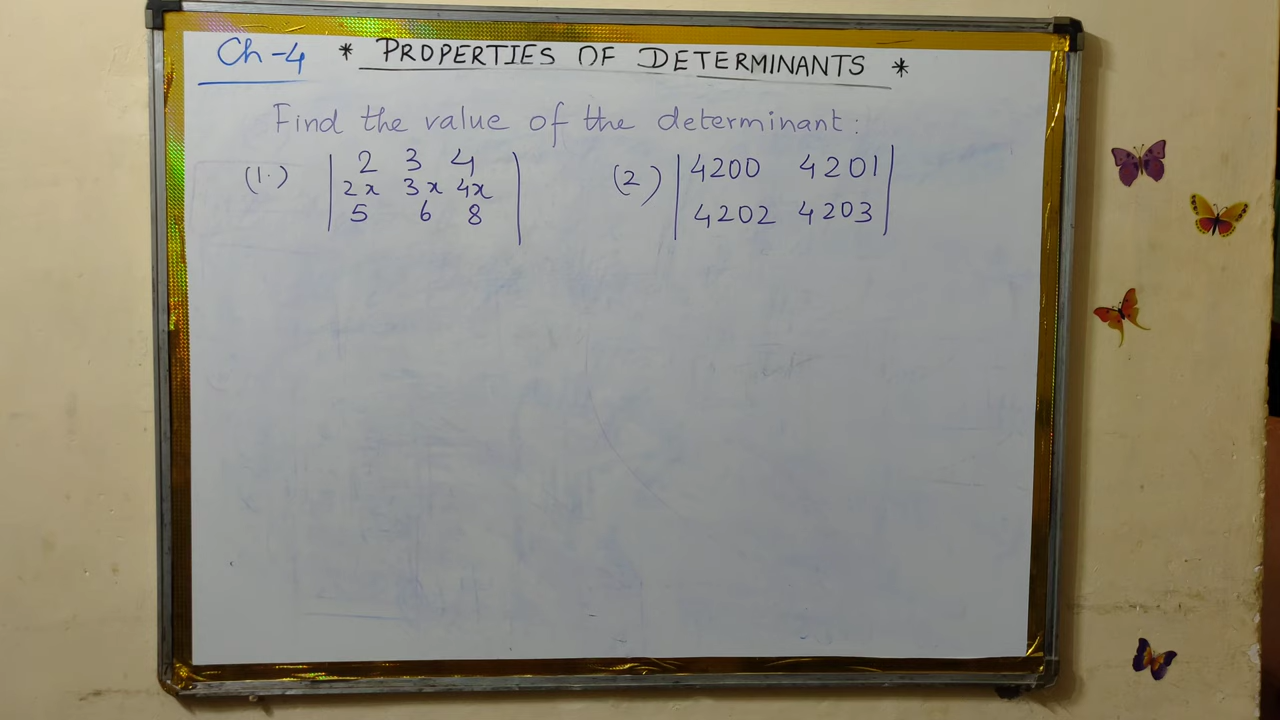 Ch-4 * PROPERTIES OF DETERMINANTS *
Find the value of the determinant:
(1.) | 2 3 4 | (2) | 4200 4201 |
| 2x 3x 4x |
| 5 6 8 | | 4202 4203 |